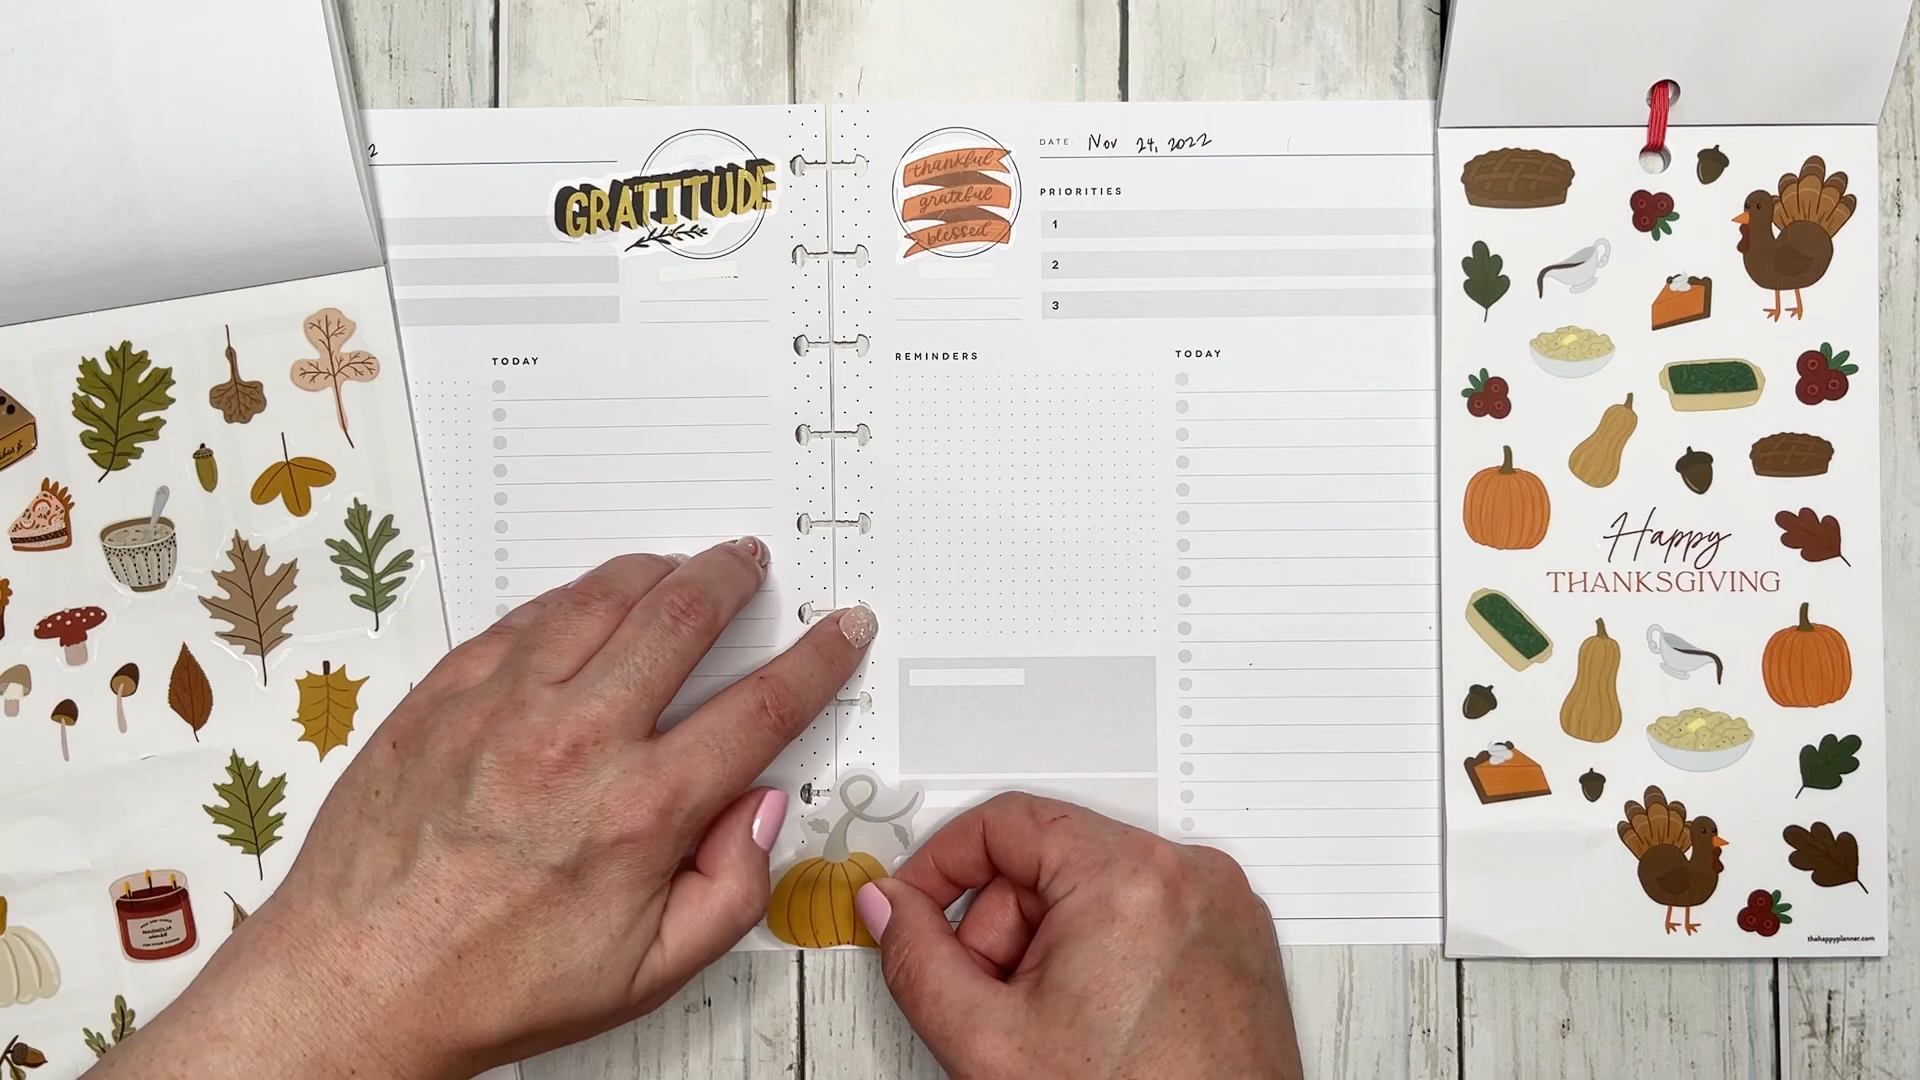 2
GRATITUDE
TODAY
thankful
grateful
blessed
DATE: Nov 24, 2022
PRIORITIES
1
2
3
REMINDERS
TODAY
Happy
THANKSGIVING
thehappyplanner.com
MAGNOLIA